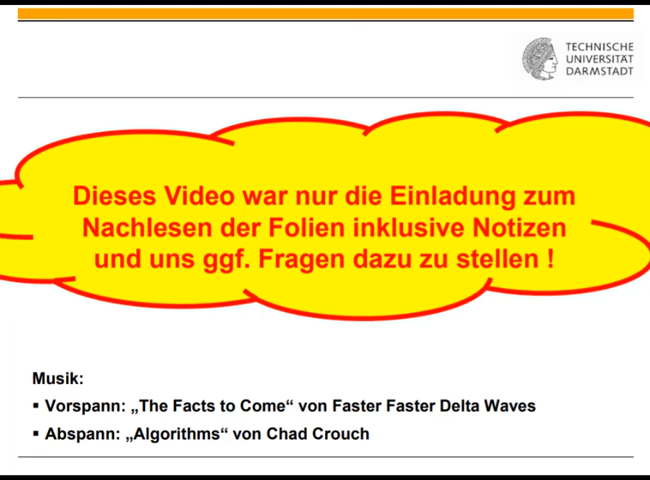 TECHNISCHE
UNIVERSITÄT
DARMSTADT
Dieses Video war nur die Einladung zum
Nachlesen der Folien inklusive Notizen
und uns ggf. Fragen dazu zu stellen !
Musik:
▪ Vorspann: „The Facts to Come“ von Faster Faster Delta Waves
▪ Abspann: „Algorithms“ von Chad Crouch